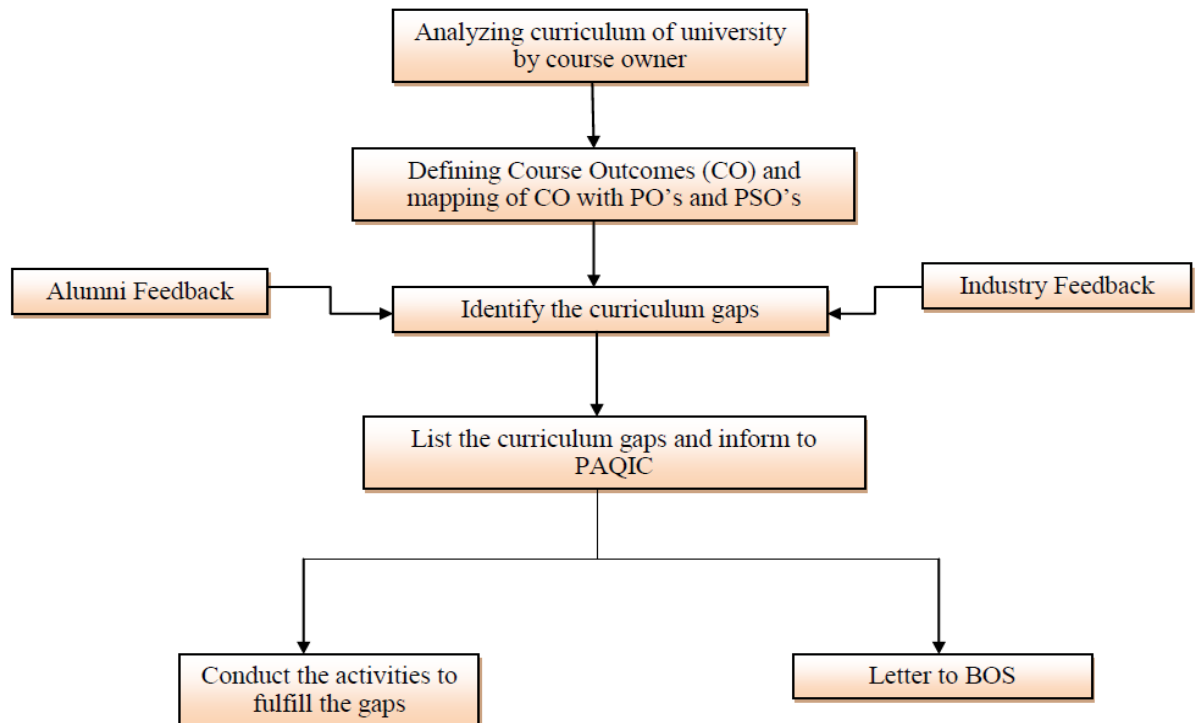 Analyzing curriculum of university
by course owner
Defining Course Outcomes (CO) and
mapping of CO with PO’s and PSO’s
Alumni Feedback
Industry Feedback
Identify the curriculum gaps
List the curriculum gaps and inform to
PAQIC
Conduct the activities to
fulfill the gaps
Letter to BOS